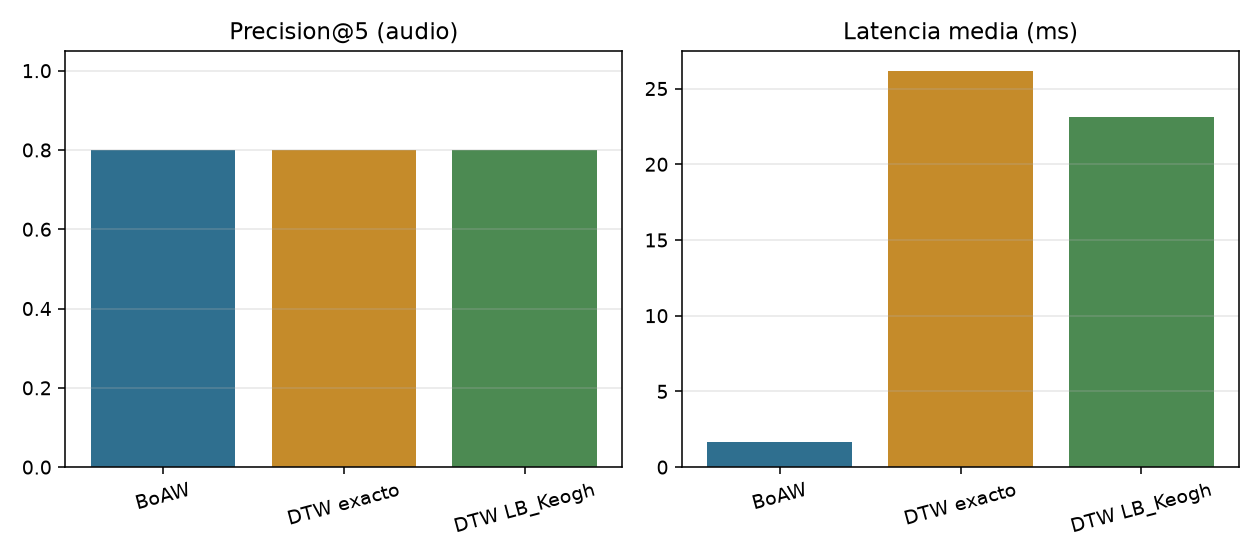 Precision@5 (audio)
1.0
0.8
0.6
0.4
0.2
0.0
BoAW
DTW exacto
DTW LB_Keogh
Latencia media (ms)
25
20
15
10
5
0
BoAW
DTW exacto
DTW LB_Keogh